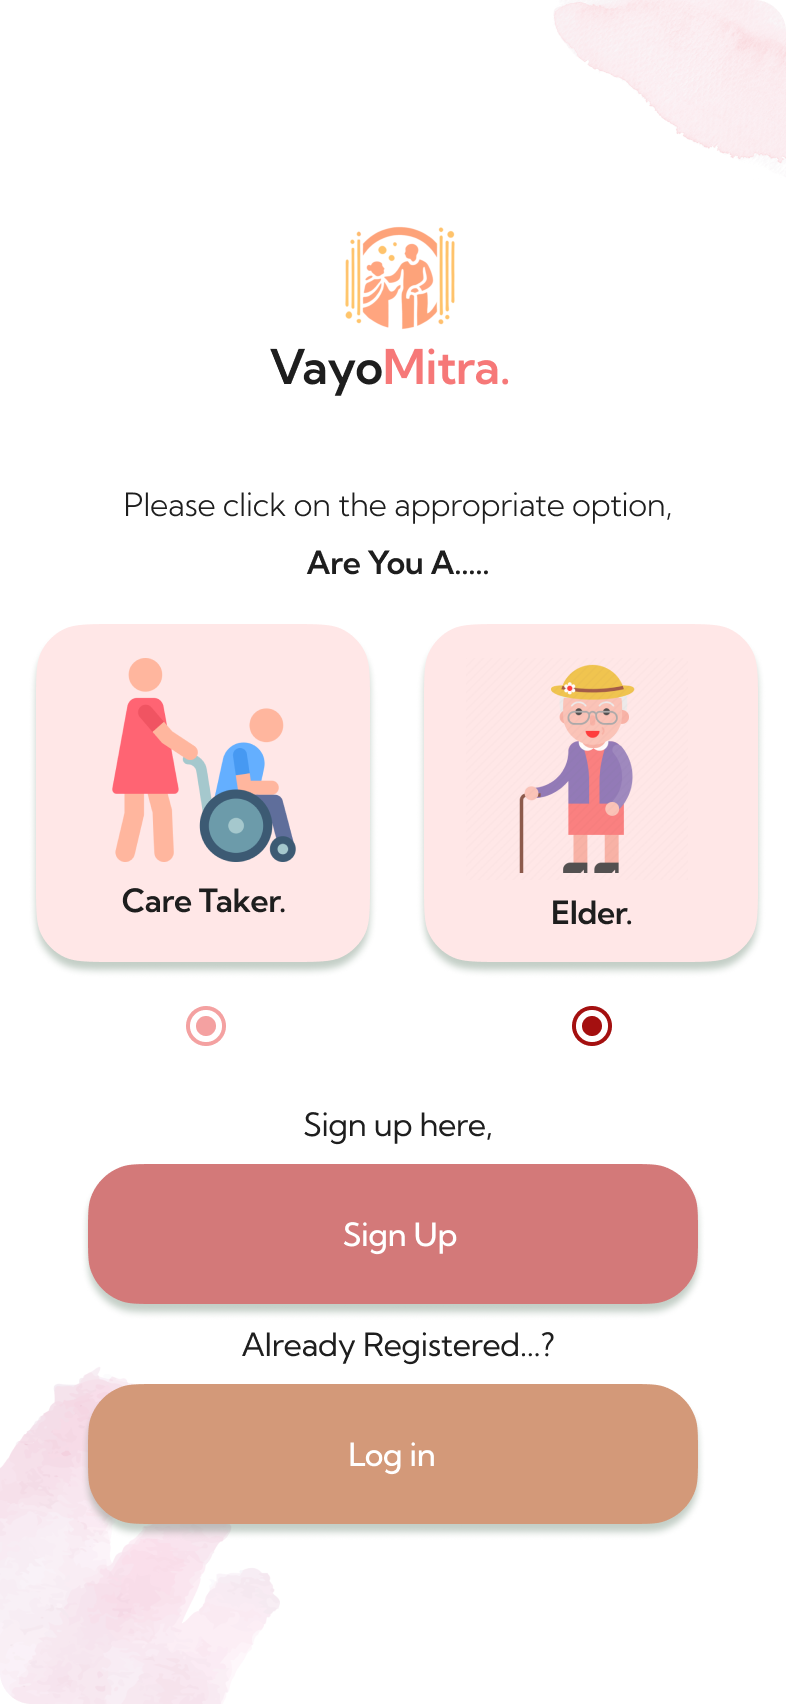 VayoMitra.
Please click on the appropriate option,
Are You A.....
Care Taker.
Elder.
Sign up here,
Sign Up
Already Registered...?
Log in